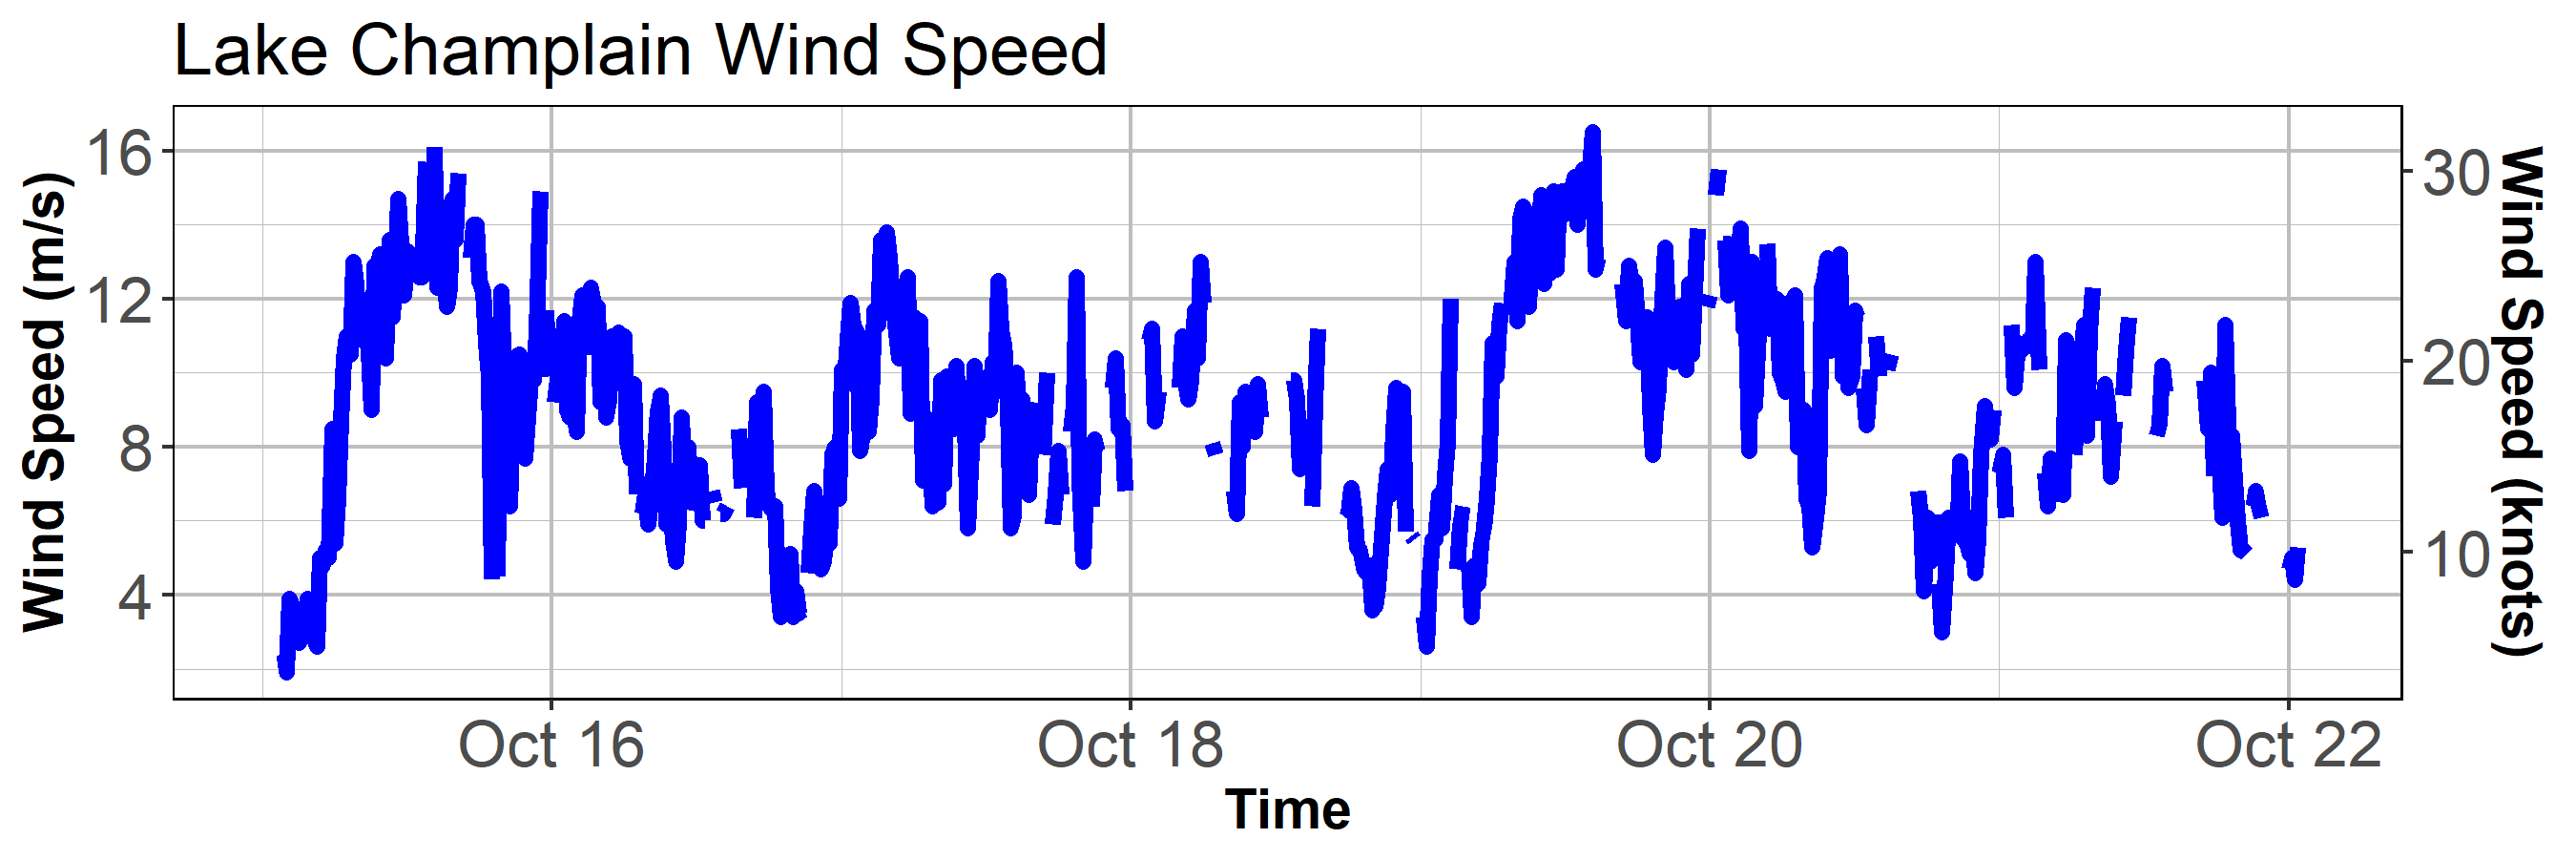 Lake Champlain Wind Speed
Wind Speed (m/s)
16
12
8
4
30
20
10
Wind Speed (knots)
Oct 16
Oct 18
Oct 20
Oct 22
Time